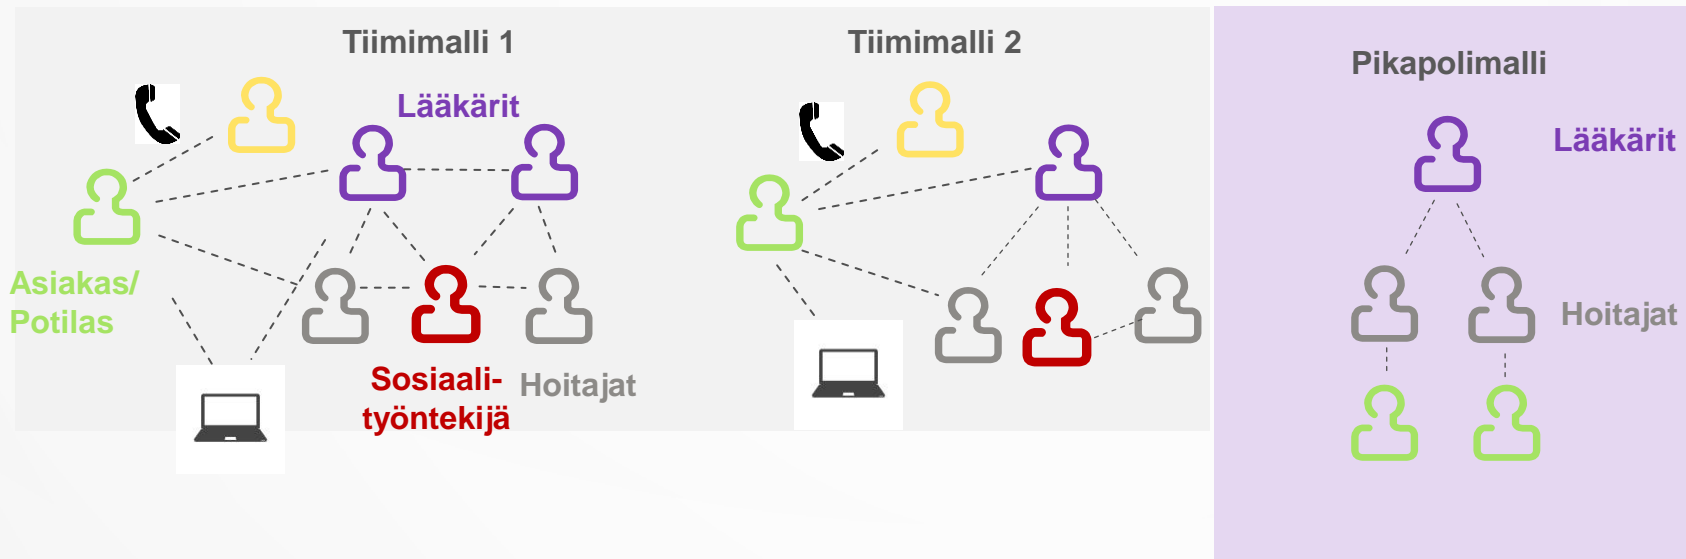 Tiimimalli 1
Lääkärit
Asiakas/
Potilas
Sosiaali-
työntekijä
Hoitajat
Tiimimalli 2
Pikapolimalli
Lääkärit
Hoitajat